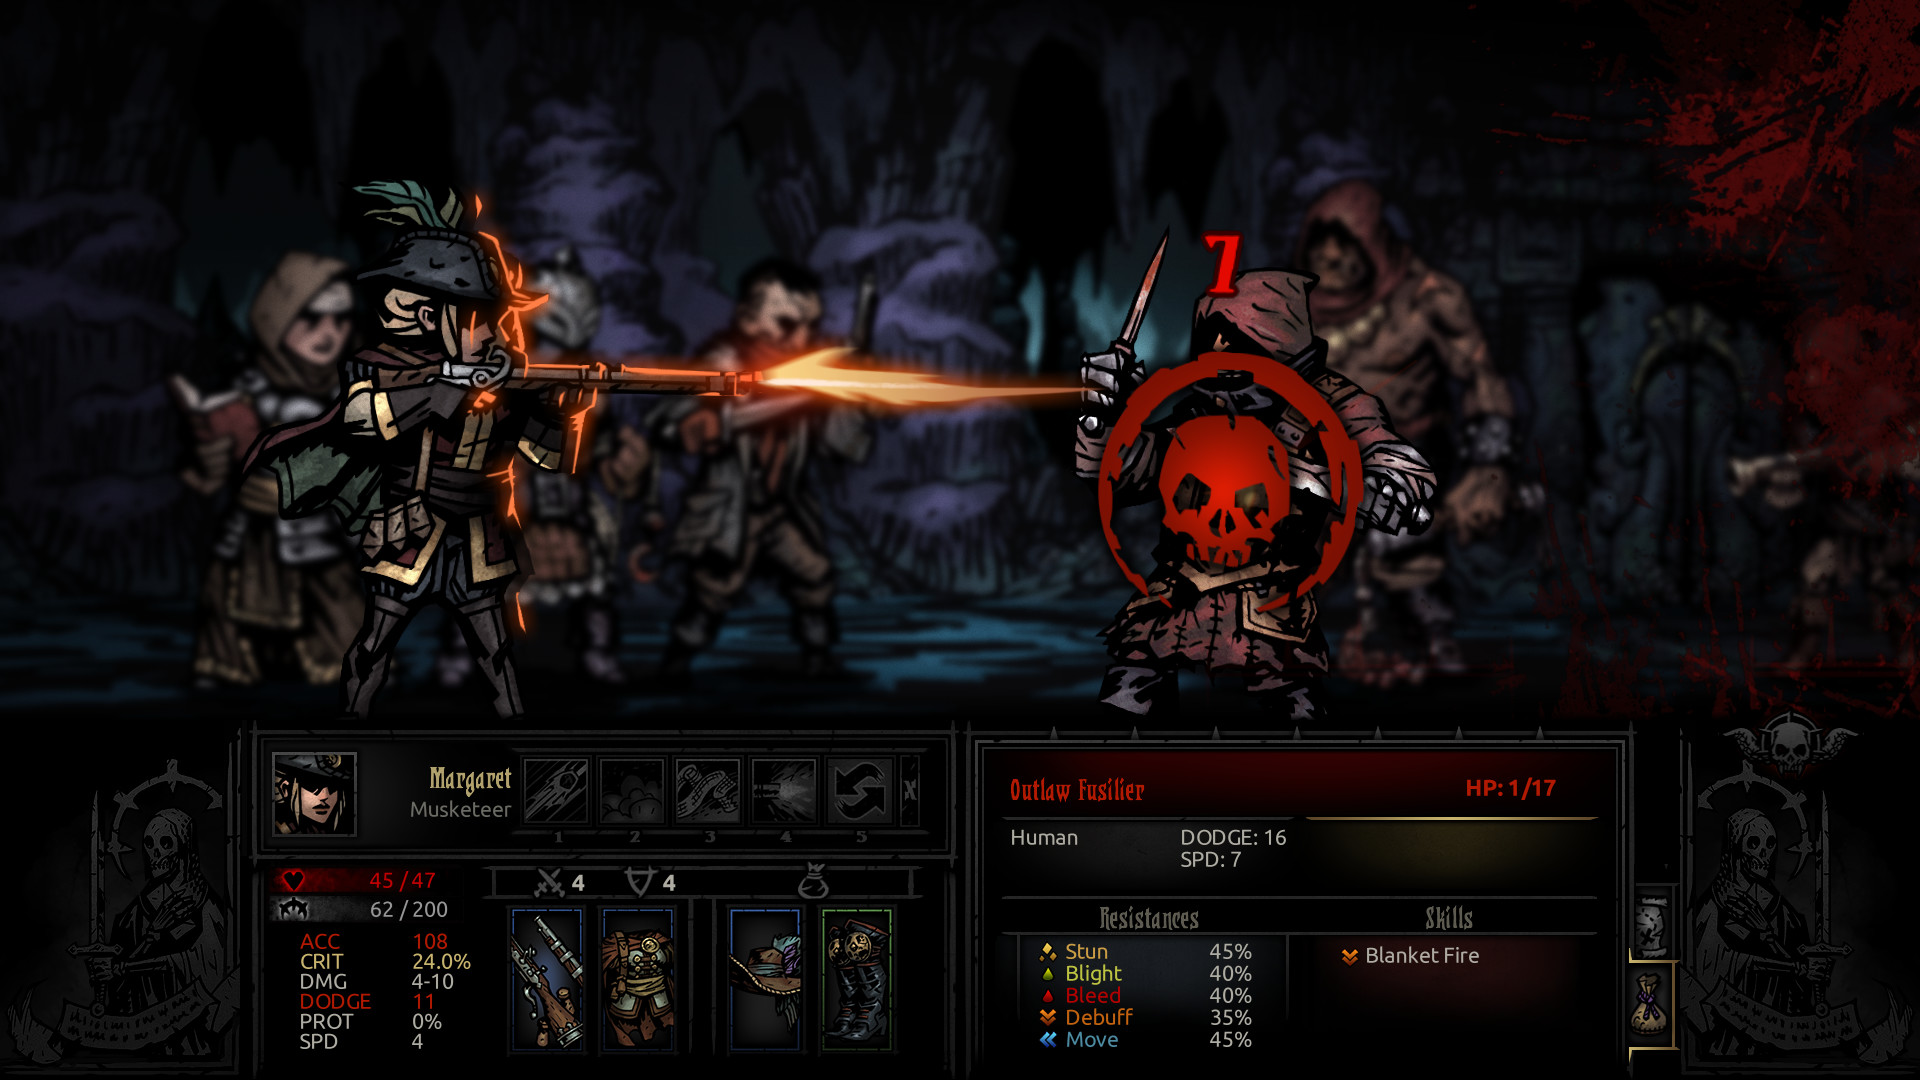 7
Margaret
Musketeer
X
1 2 3 4 5
45 / 47
62 / 200
4 4
ACC 108
CRIT 24.0%
DMG 4-10
DODGE 11
PROT 0%
SPD 4
Outlaw Fusilier HP: 1/17
Human DODGE: 16
SPD: 7
Resistances
Stun 45%
Blight 40%
Bleed 40%
Debuff 35%
Move 45%
Skills
Blanket Fire